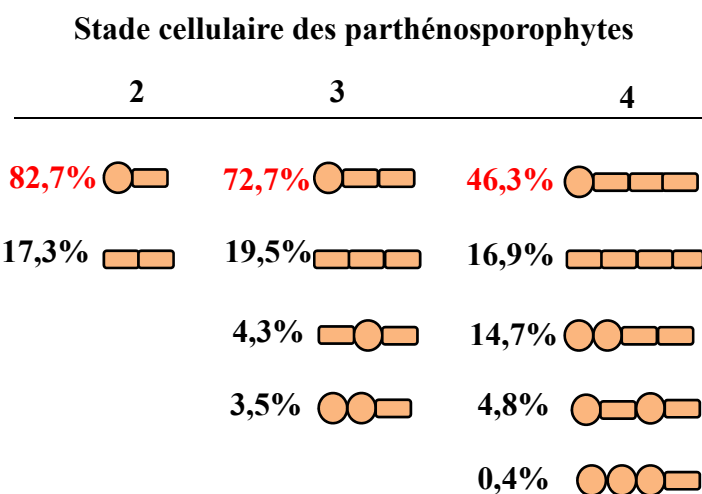 Stade cellulaire des parthénosporophytes
2 3 4
82,7% 72,7% 46,3%
17,3% 19,5% 16,9%
4,3% 14,7%
3,5% 4,8%
0,4%